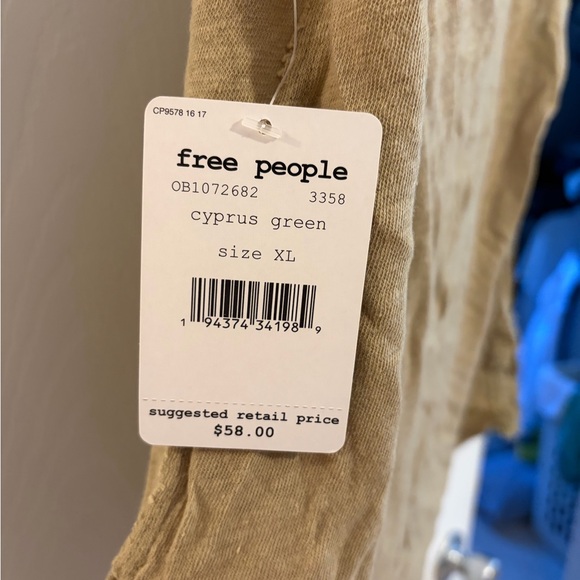 CP9578 16 17
free people
OB1072682 3358
cyprus green
size XL
1 94374 34198 9
suggested retail price
$58.00